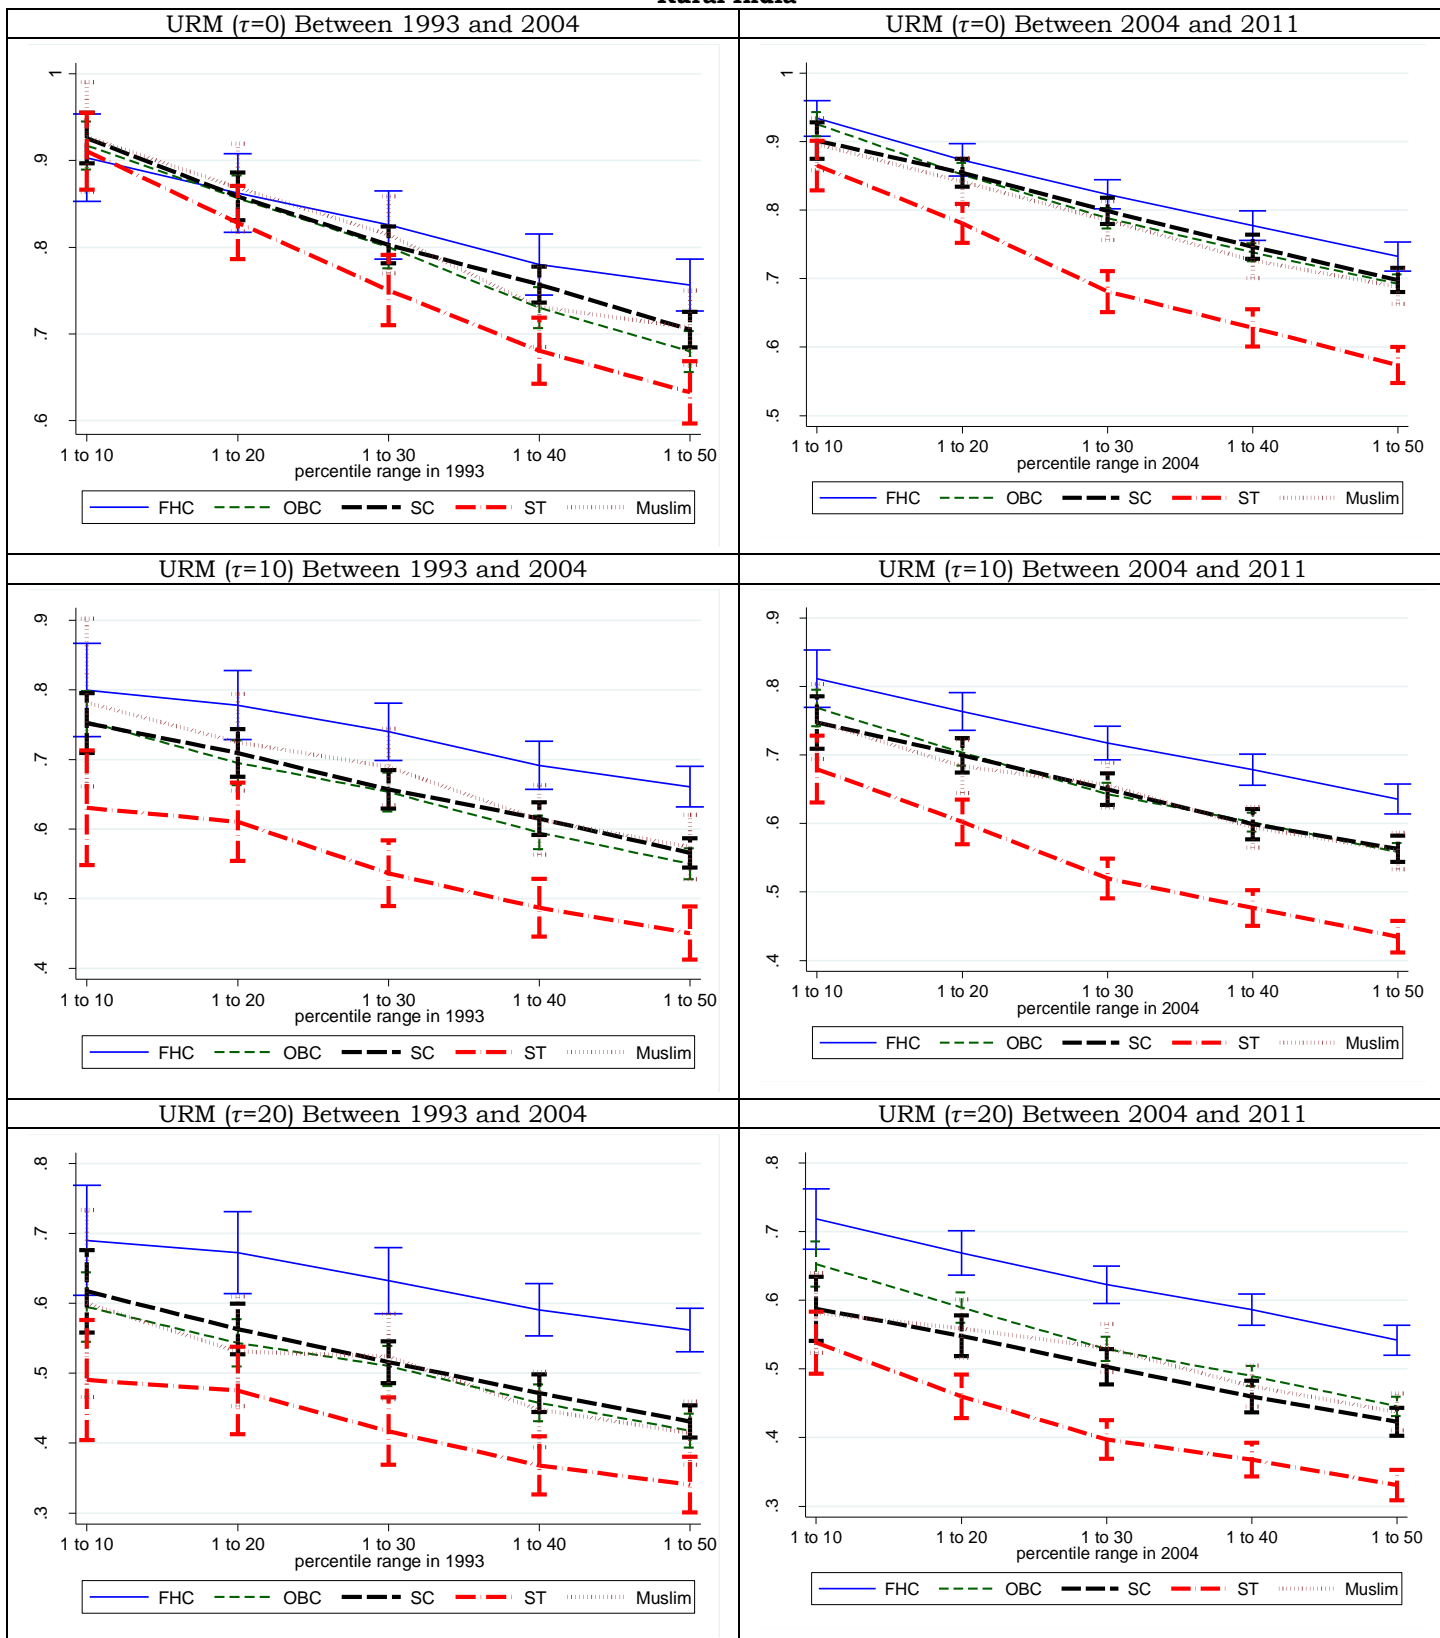 Rural India
URM (τ=0) Between 1993 and 2004
1
.9
.8
.7
.6
1 to 10 1 to 20 1 to 30 1 to 40 1 to 50
percentile range in 1993
FHC OBC SC ST Muslim
URM (τ=0) Between 2004 and 2011
1
.9
.8
.7
.6
.5
1 to 10 1 to 20 1 to 30 1 to 40 1 to 50
percentile range in 2004
FHC OBC SC ST Muslim
URM (τ=10) Between 1993 and 2004
.9
.8
.7
.6
.5
.4
1 to 10 1 to 20 1 to 30 1 to 40 1 to 50
percentile range in 1993
FHC OBC SC ST Muslim
URM (τ=10) Between 2004 and 2011
.9
.8
.7
.6
.5
.4
1 to 10 1 to 20 1 to 30 1 to 40 1 to 50
percentile range in 2004
FHC OBC SC ST Muslim
URM (τ=20) Between 1993 and 2004
.8
.7
.6
.5
.4
.3
1 to 10 1 to 20 1 to 30 1 to 40 1 to 50
percentile range in 1993
FHC OBC SC ST Muslim
URM (τ=20) Between 2004 and 2011
.8
.7
.6
.5
.4
.3
1 to 10 1 to 20 1 to 30 1 to 40 1 to 50
percentile range in 2004
FHC OBC SC ST Muslim